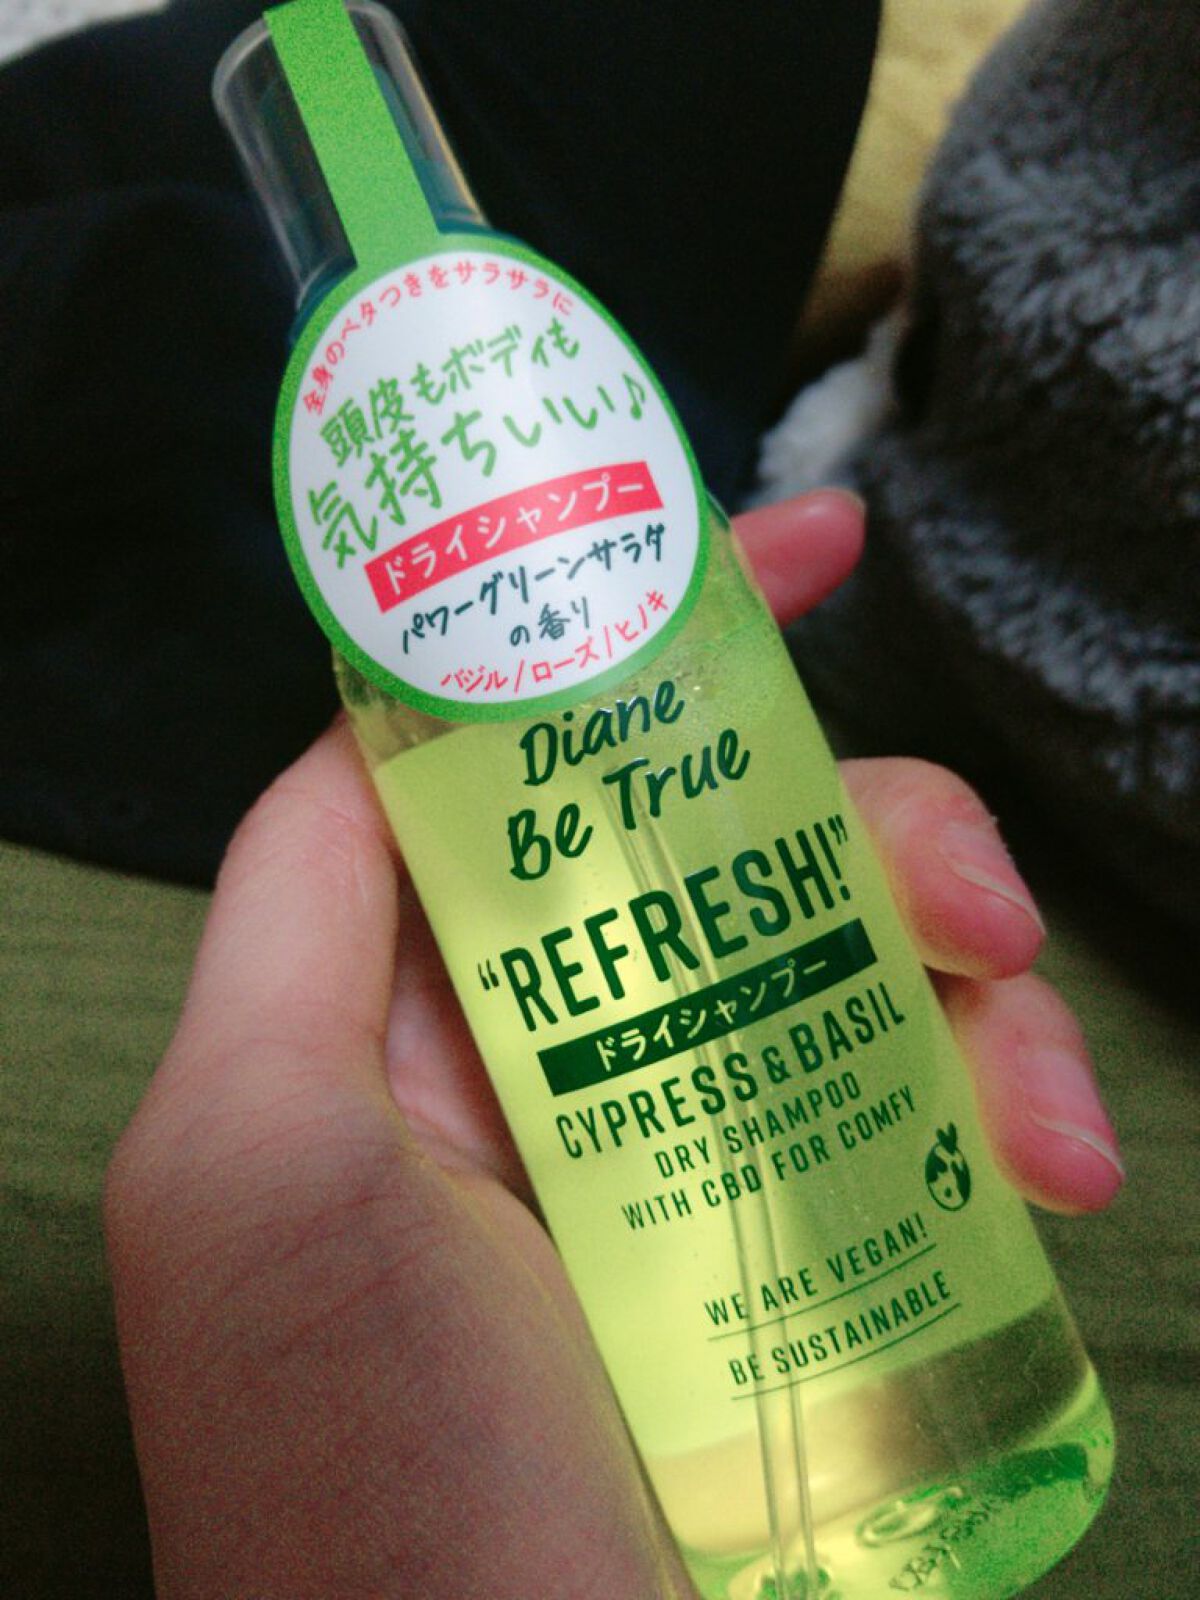 全身のベタつきをサラサラに
頭皮もボディも
気持ちいい♪
ドライシャンプー
パワーグリーンサラダ
の香り
バジル/ローズ/ヒノキ
Diane
Be True
“REFRESH!”
ドライシャンプー
CYPRESS & BASIL
DRY SHAMPOO
WITH CBD FOR COMFY
WE ARE VEGAN!
BE SUSTAINABLE